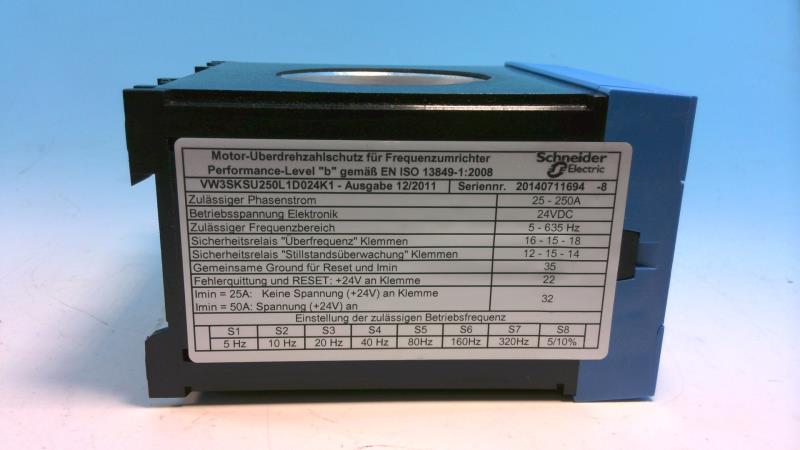 Motor-Überdrehzahlschutz für Frequenzumrichter
Schneider Electric
Performance-Level "b" gemäß EN ISO 13849-1:2008
VW3SKSU250L1D024K1 - Ausgabe 12/2011 Seriennr. 20140711694 -8
Zulässiger Phasenstrom 25 - 250A
Betriebsspannung Elektronik 24VDC
Zulässiger Frequenzbereich 5 - 635 Hz
Sicherheitsrelais "Überfrequenz" Klemmen 16 - 15 - 18
Sicherheitsrelais "Stillstandsüberwachung" Klemmen 12 - 15 - 14
Gemeinsame Ground für Reset und Imin 35
Fehlerquittung und RESET: +24V an Klemme 22
Imin = 25A: Keine Spannung (+24V) an Klemme 32
Imin = 50A: Spannung (+24V) an
Einstellung der zulässigen Betriebsfrequenz
S1 S2 S3 S4 S5 S6 S7 S8
5 Hz 10 Hz 20 Hz 40 Hz 80Hz 160Hz 320Hz 5/10%